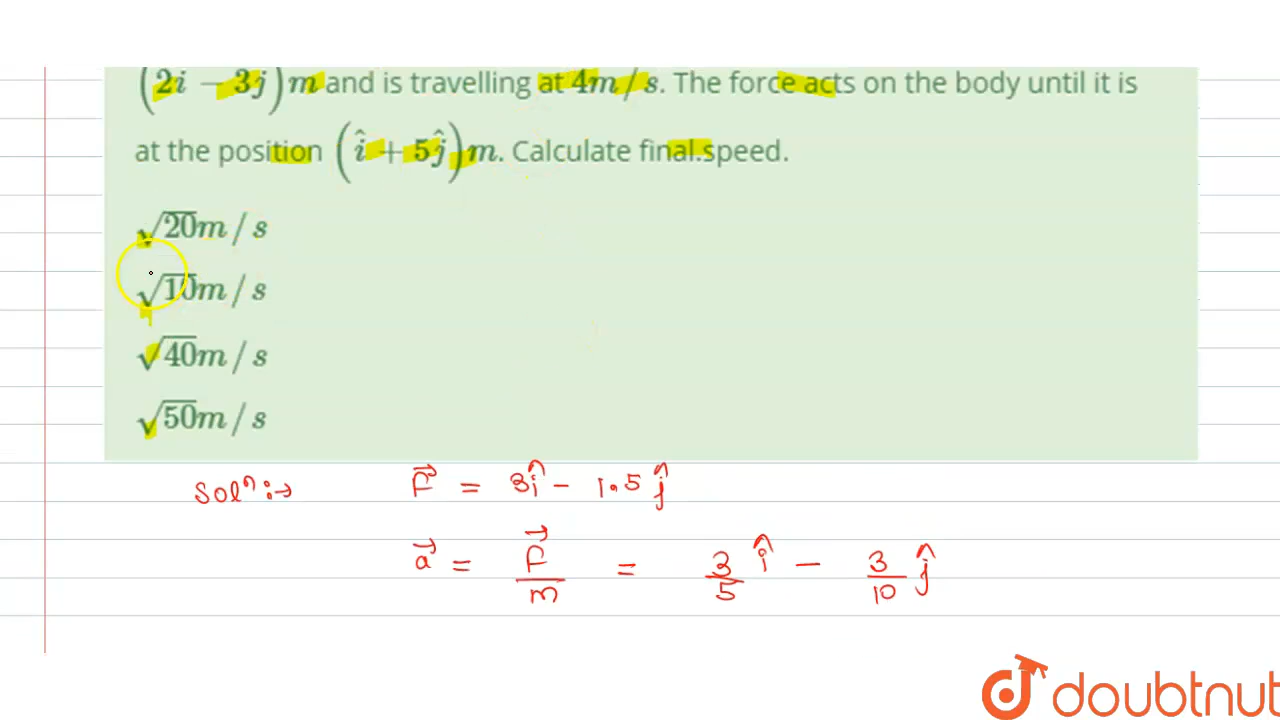 (2i − 3j)m and is travelling at 4m/s. The force acts on the body until it is
at the position (î + 5ĵ)m. Calculate final.speed.
√20m/s
√10m/s
√40m/s
√50m/s
Solⁿ:→ F⃗ = 3î − 1.5ĵ
a⃗ = F⃗/m = 3/5 î − 3/10 ĵ
doubtnut